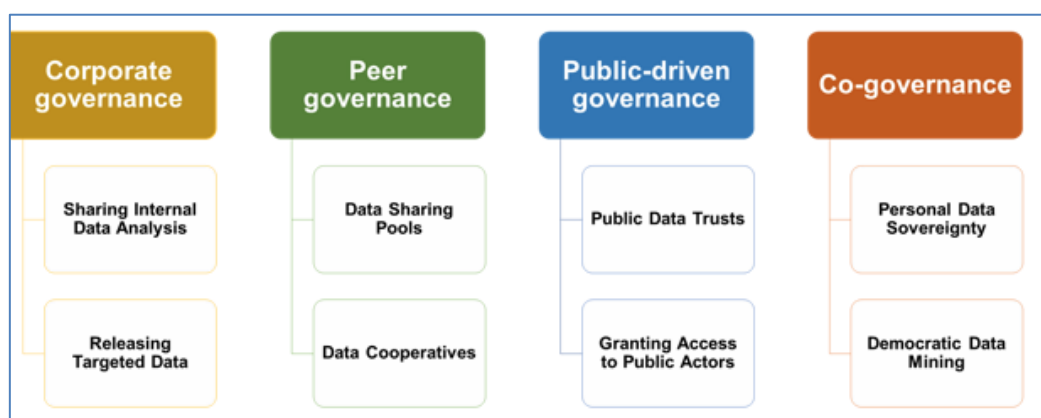 Corporate
governance
Peer
governance
Public-driven
governance
Co-governance
Sharing Internal
Data Analysis
Data Sharing
Pools
Public Data Trusts
Personal Data
Sovereignty
Releasing
Targeted Data
Data Cooperatives
Granting Access
to Public Actors
Democratic Data
Mining